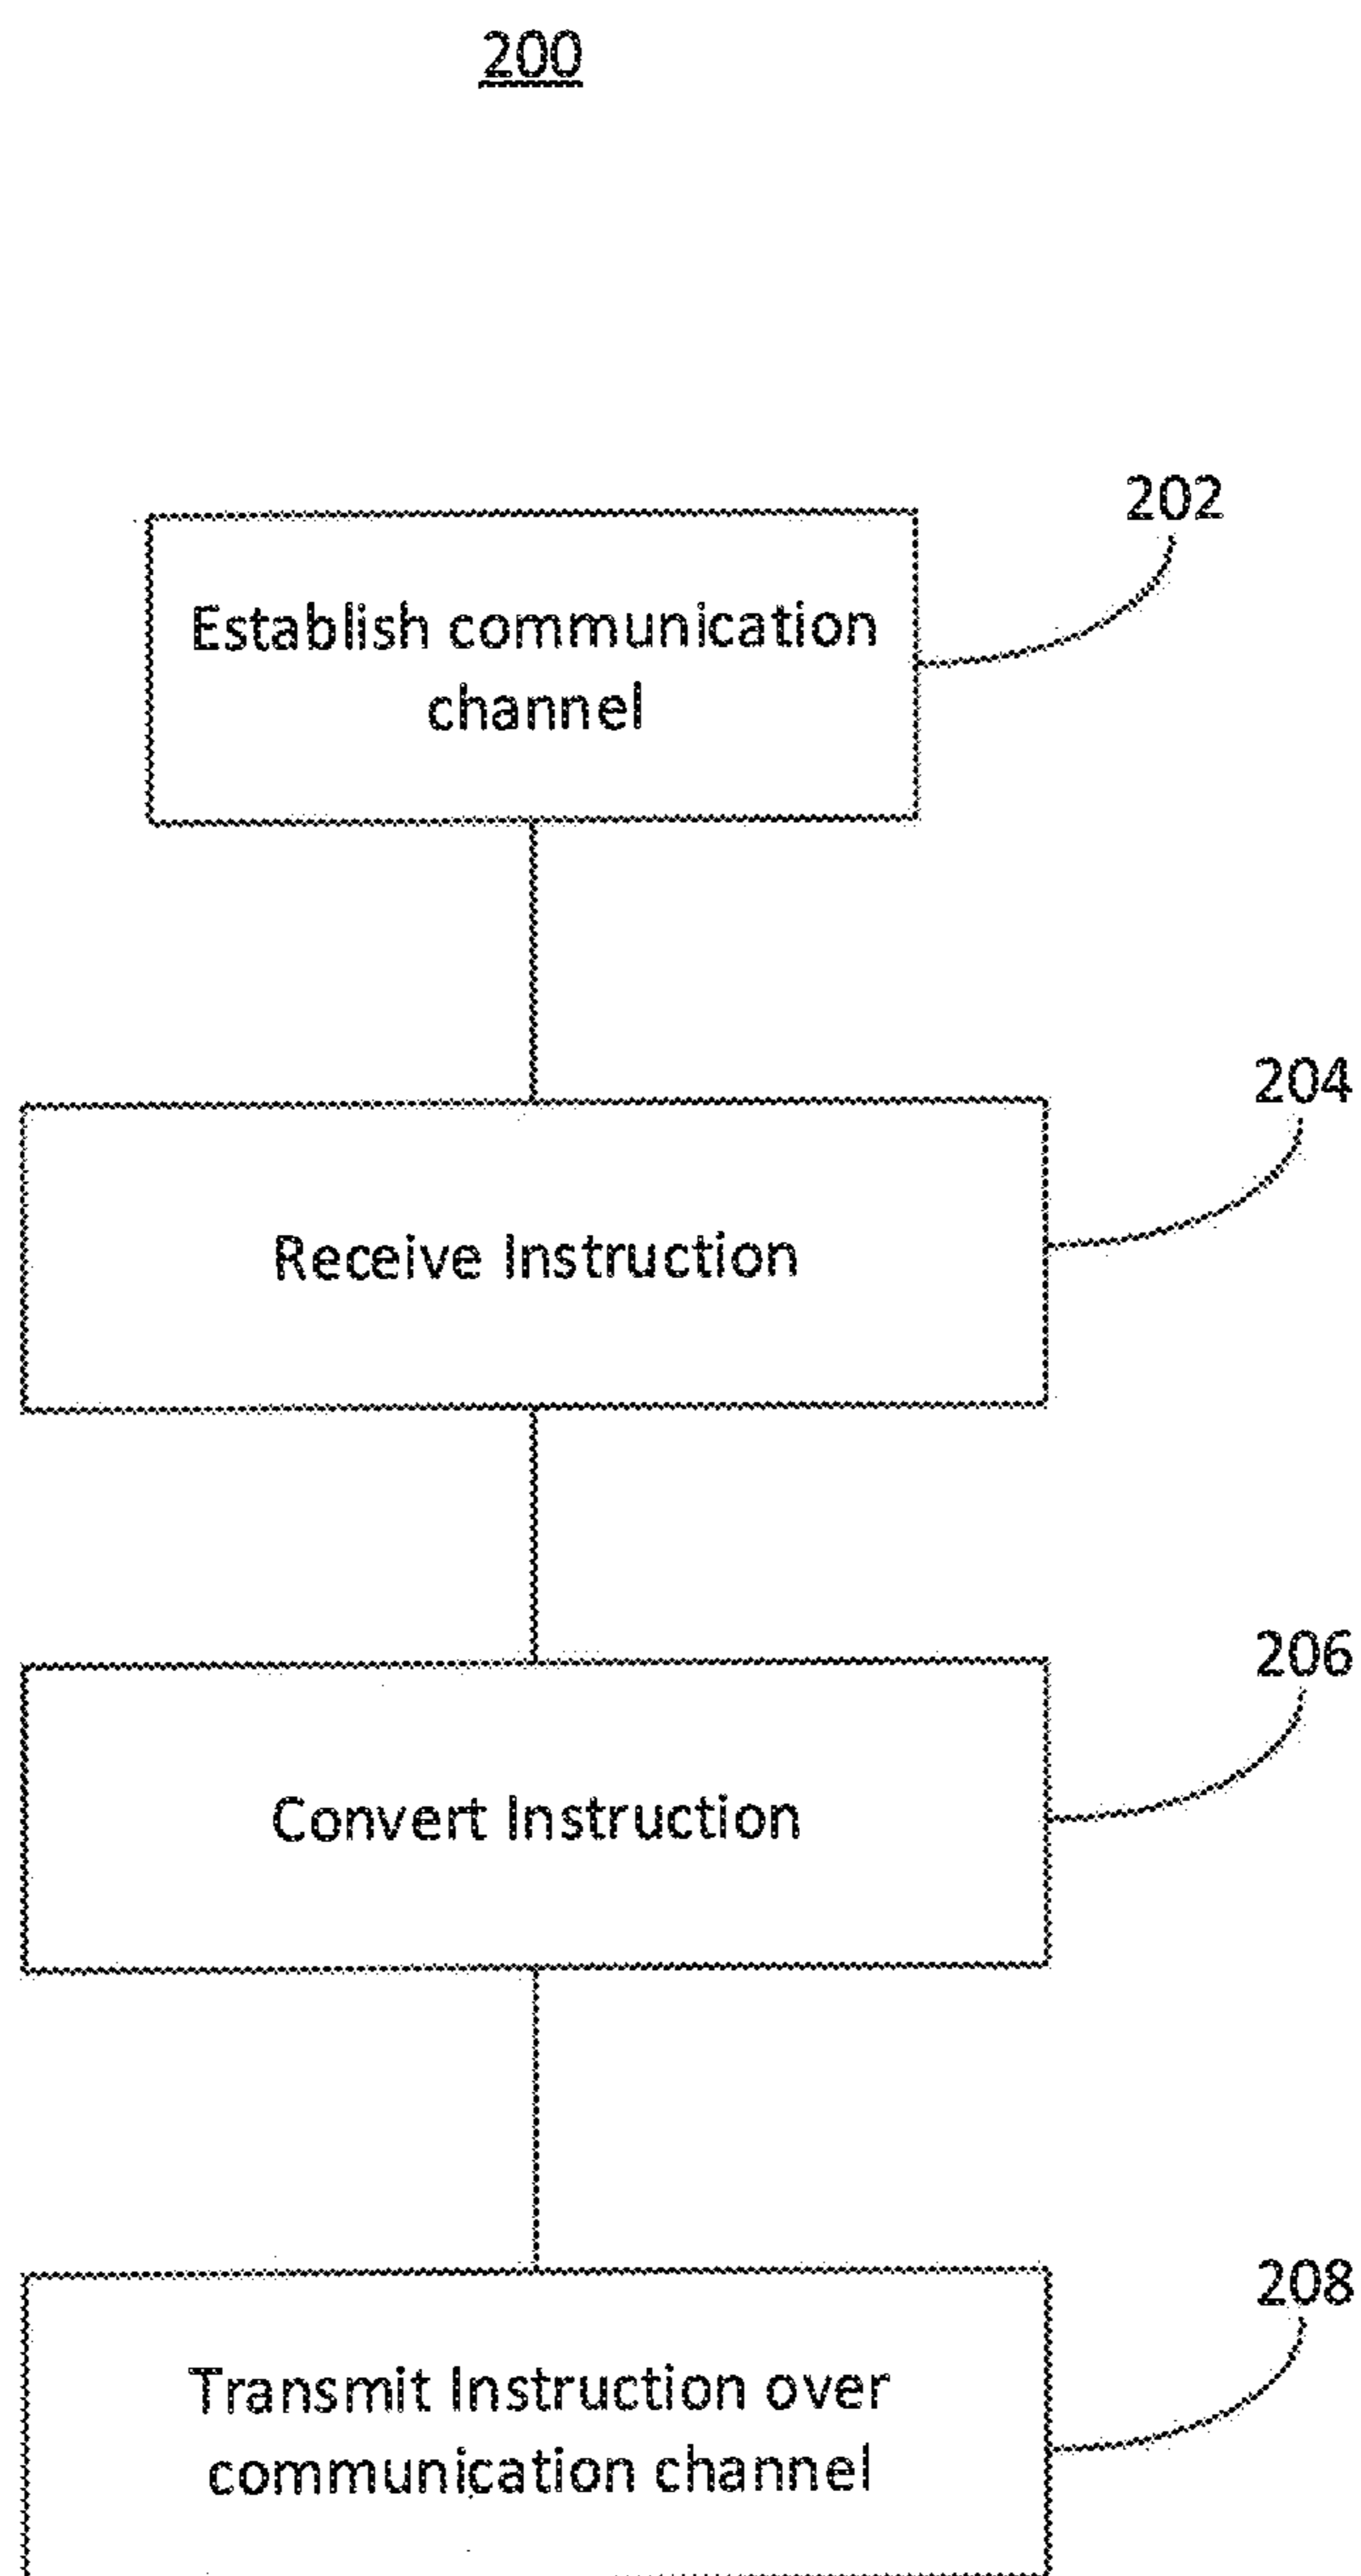 200
202
Establish communication
channel
204
Receive Instruction
206
Convert Instruction
208
Transmit Instruction over
communication channel